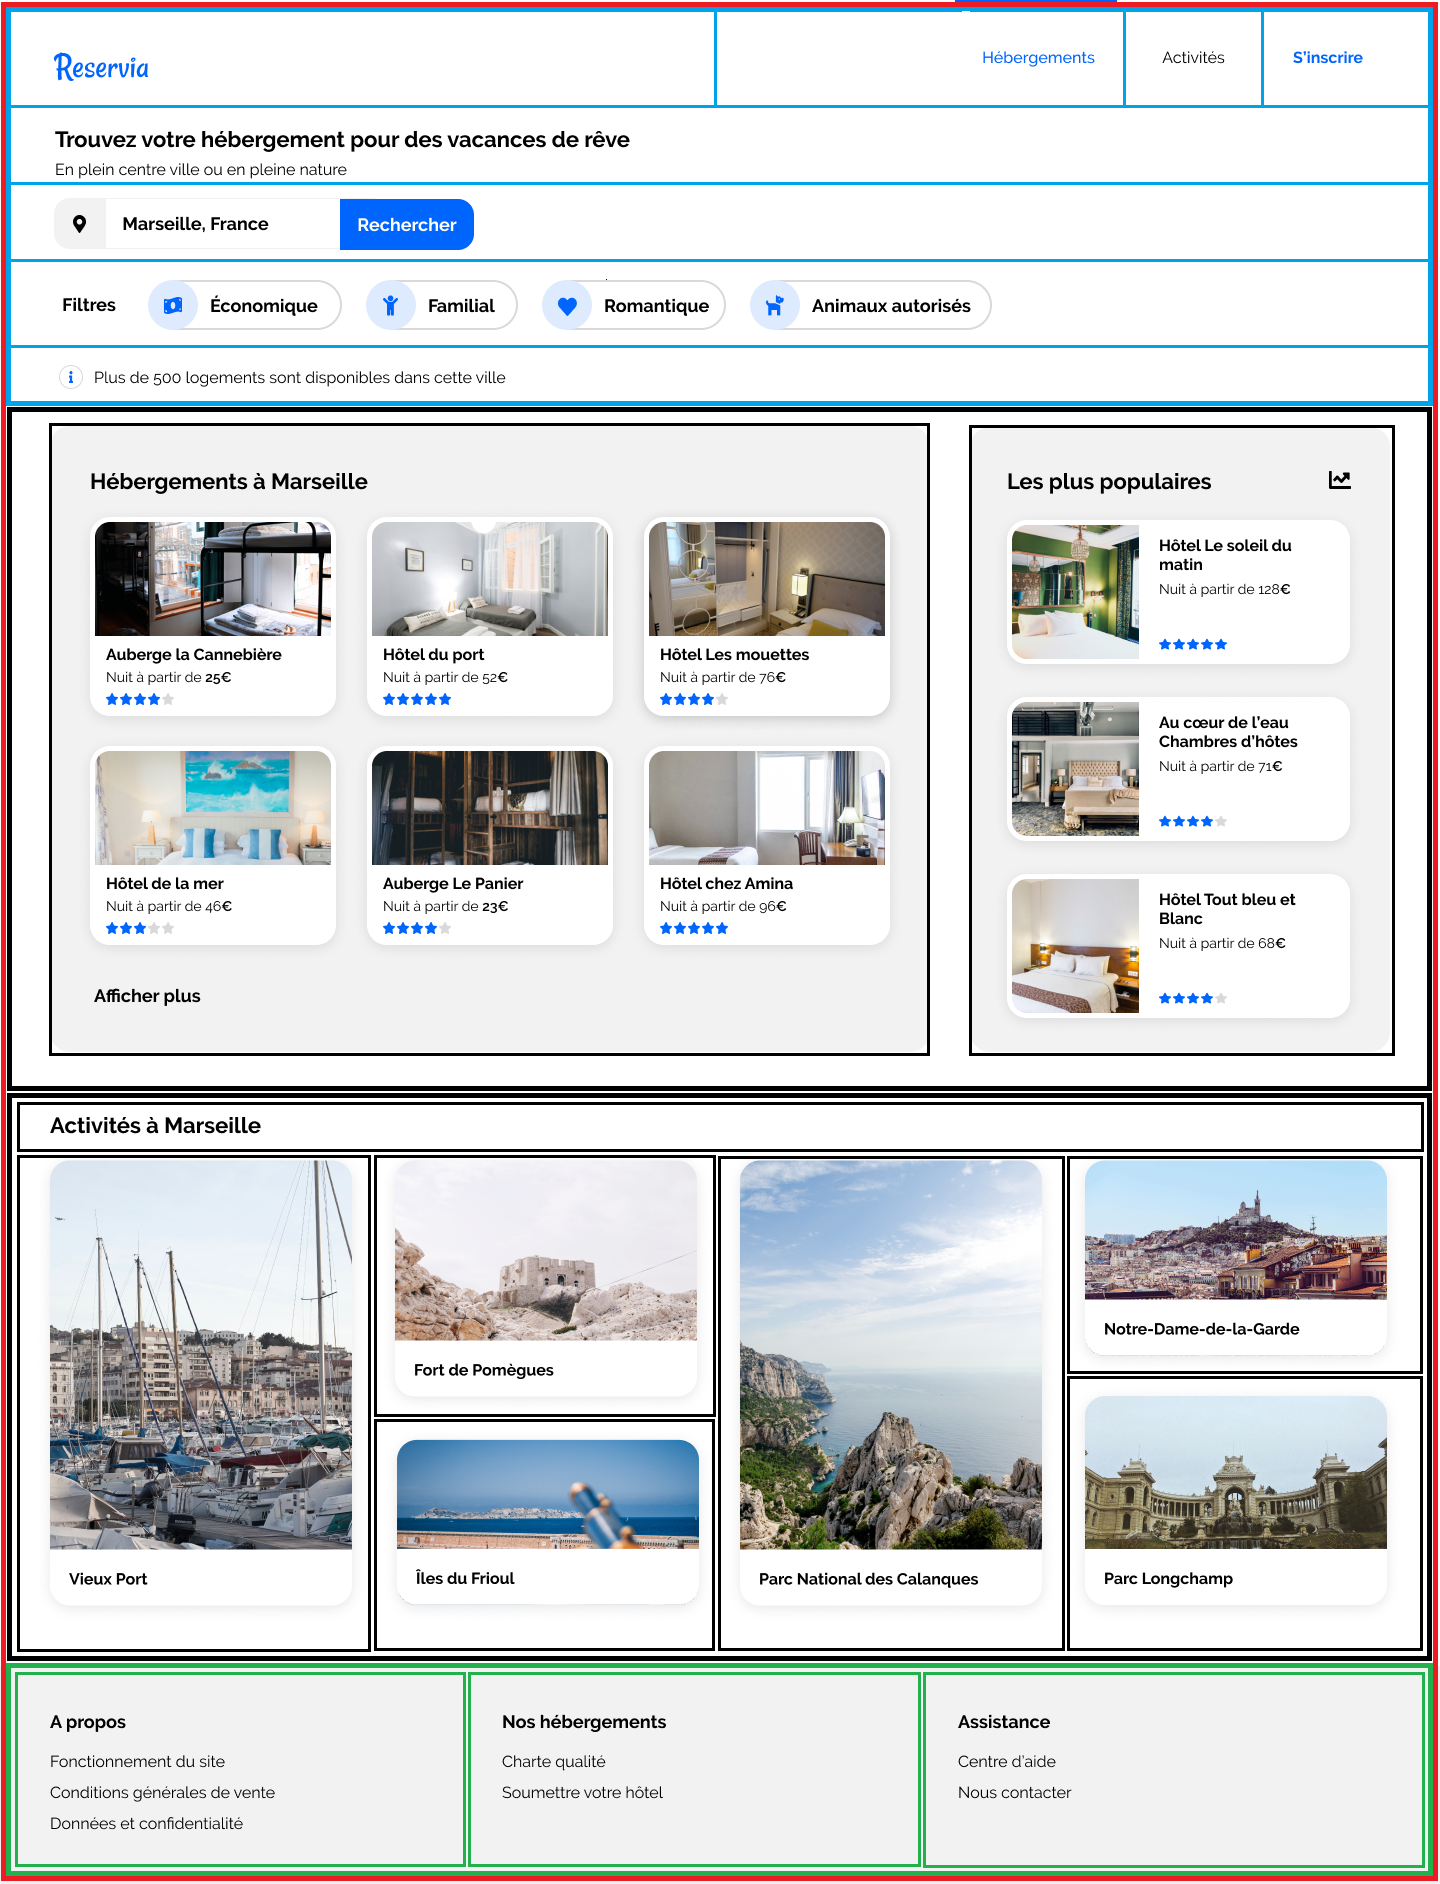 Reservia
Hébergements
Activités
S'inscrire
Trouvez votre hébergement pour des vacances de rêve
En plein centre ville ou en pleine nature
Marseille, France
Rechercher
Filtres
Économique
Familial
Romantique
Animaux autorisés
Plus de 500 logements sont disponibles dans cette ville
Hébergements à Marseille
Auberge la Cannebière
Nuit à partir de 25€
Hôtel du port
Nuit à partir de 52€
Hôtel Les mouettes
Nuit à partir de 76€
Hôtel de la mer
Nuit à partir de 46€
Auberge Le Panier
Nuit à partir de 23€
Hôtel chez Amina
Nuit à partir de 96€
Afficher plus
Les plus populaires
Hôtel Le soleil du
matin
Nuit à partir de 128€
Au cœur de l'eau
Chambres d'hôtes
Nuit à partir de 71€
Hôtel Tout bleu et
Blanc
Nuit à partir de 68€
Activités à Marseille
Vieux Port
Fort de Pomègues
Îles du Frioul
Parc National des Calanques
Notre-Dame-de-la-Garde
Parc Longchamp
A propos
Fonctionnement du site
Conditions générales de vente
Données et confidentialité
Nos hébergements
Charte qualité
Soumettre votre hôtel
Assistance
Centre d'aide
Nous contacter